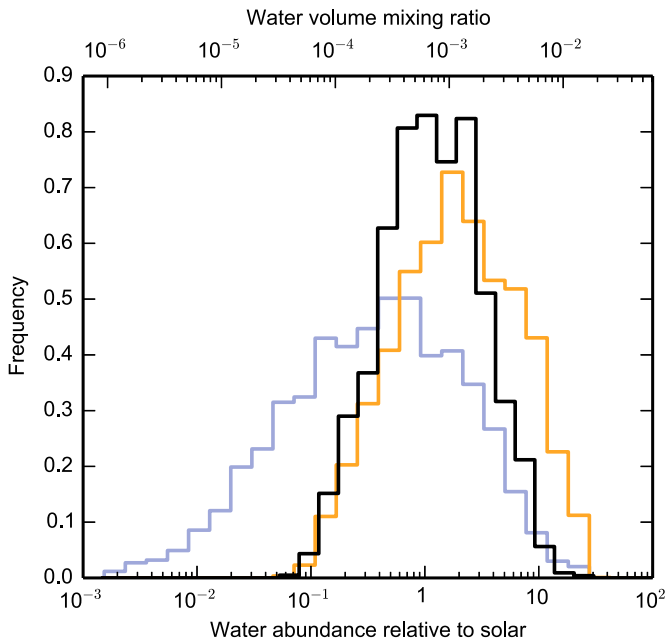 Water volume mixing ratio
10⁻⁶ 10⁻⁵ 10⁻⁴ 10⁻³ 10⁻²
Frequency
0.9
0.8
0.7
0.6
0.5
0.4
0.3
0.2
0.1
0.0
10⁻³ 10⁻² 10⁻¹ 1 10 10²
Water abundance relative to solar